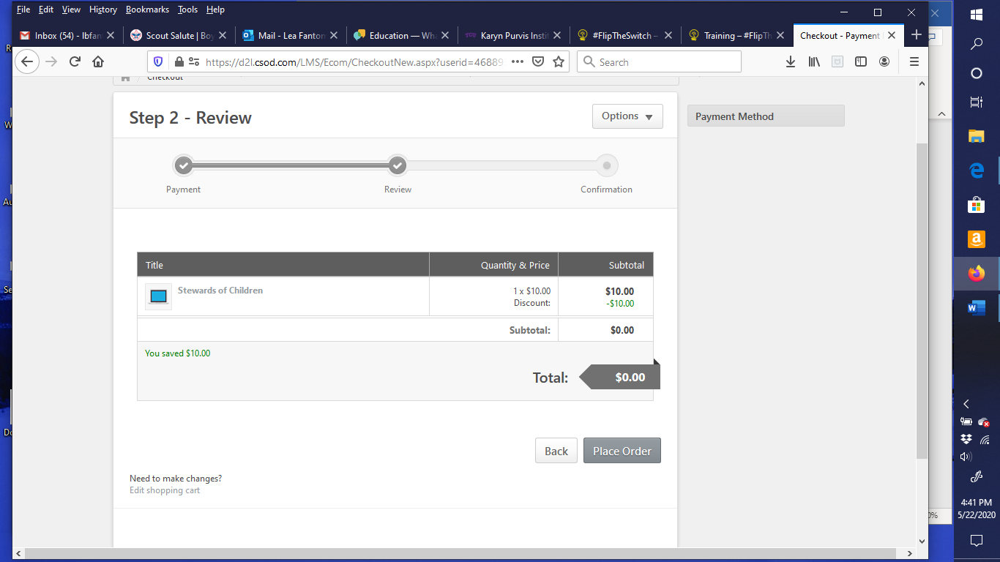 File Edit View History Bookmarks Tools Help
Inbox (54) - lbfan
Scout Salute | Boy
Mail - Lea Fanton
Education — Wha
Karyn Purvis Insti
#FlipTheSwitch –
Training – #FlipTh
Checkout - Payment
https://d2l.csod.com/LMS/Ecom/CheckoutNew.aspx?userid=46889
Search
Checkout
Step 2 - Review
Options
Payment Method
Payment Review Confirmation
Title Quantity & Price Subtotal
Stewards of Children 1 x $10.00 $10.00
Discount: -$10.00
Subtotal: $0.00
You saved $10.00
Total: $0.00
Back Place Order
Need to make changes?
Edit shopping cart
4:41 PM
5/22/2020